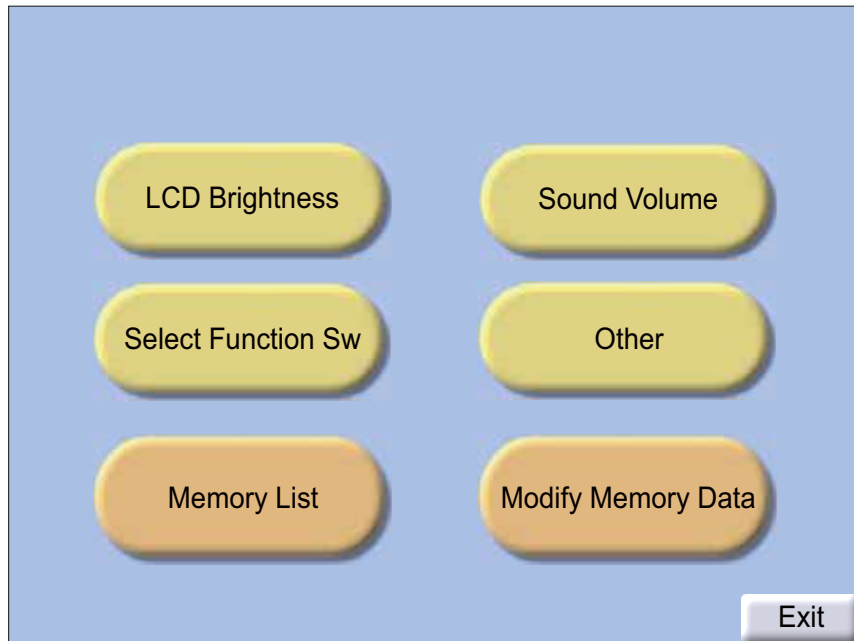 LCD Brightness
Sound Volume
Select Function Sw
Other
Memory List
Modify Memory Data
Exit